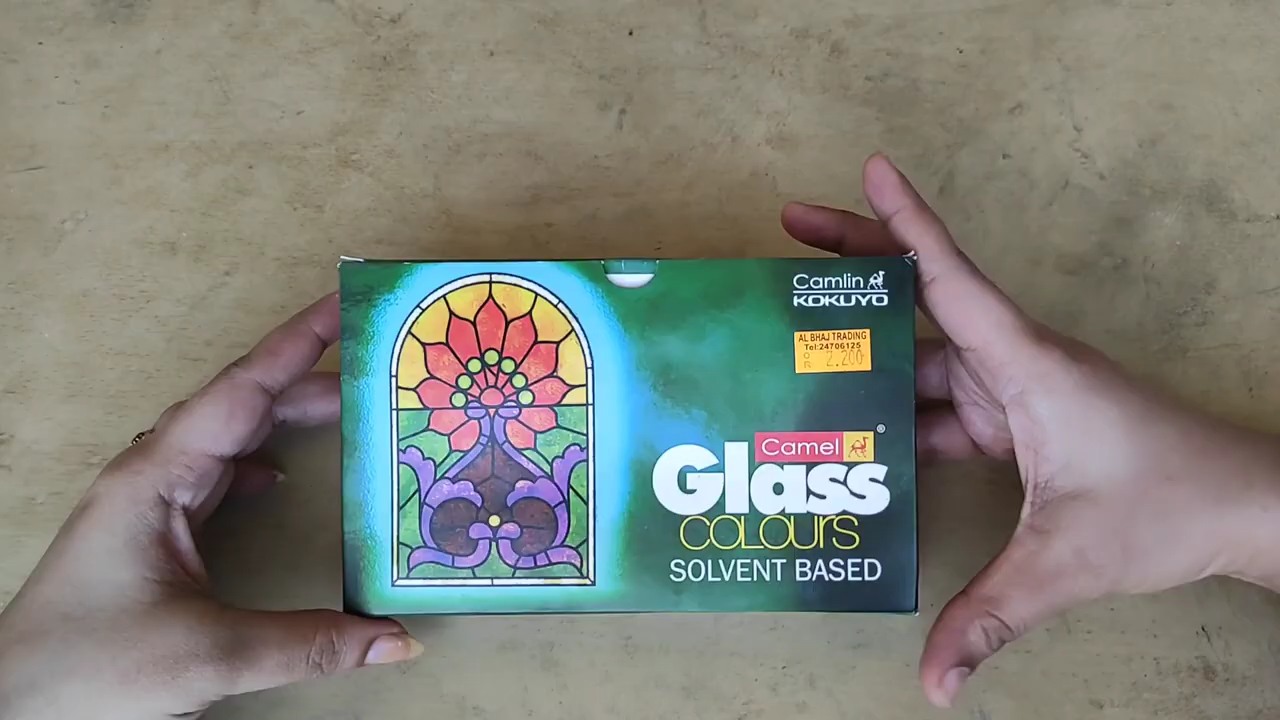 Camlin
KOKUYO
AL BHAJ TRADING
Tel:24706125
O R 2.200
Camel ®
Glass
COLOURS
SOLVENT BASED